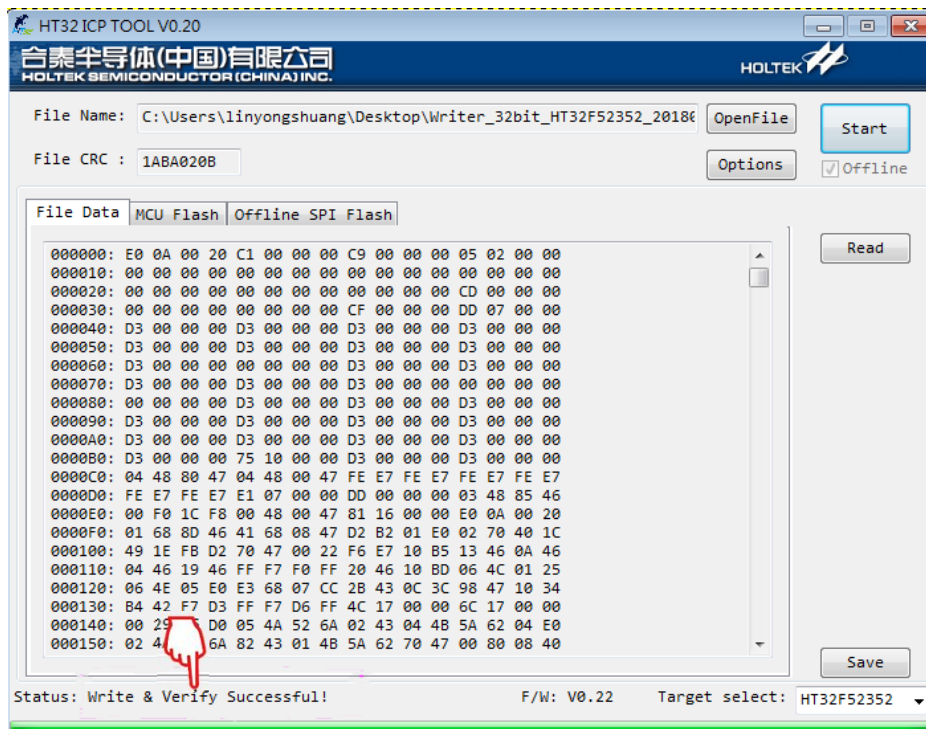 HT32 ICP TOOL V0.20
合泰半导体(中国)有限公司
HOLTEK SEMICONDUCTOR(CHINA)INC.
HOLTEK
File Name: C:\Users\linyongshuang\Desktop\Writer_32bit_HT32F52352_2018 OpenFile
Start
File CRC : 1ABA020B
Options
Offline
File Data MCU Flash Offline SPI Flash
Read
000000: E0 0A 00 20 C1 00 00 00 C9 00 00 00 05 02 00 00
000010: 00 00 00 00 00 00 00 00 00 00 00 00 00 00 00 00
000020: 00 00 00 00 00 00 00 00 00 00 00 00 CD 00 00 00
000030: 00 00 00 00 00 00 00 00 CF 00 00 00 DD 07 00 00
000040: D3 00 00 00 D3 00 00 00 D3 00 00 00 D3 00 00 00
000050: D3 00 00 00 D3 00 00 00 D3 00 00 00 D3 00 00 00
000060: D3 00 00 00 00 00 00 00 D3 00 00 00 D3 00 00 00
000070: D3 00 00 00 D3 00 00 00 D3 00 00 00 D3 00 00 00
000080: 00 00 00 00 D3 00 00 00 D3 00 00 00 D3 00 00 00
000090: D3 00 00 00 D3 00 00 00 D3 00 00 00 D3 00 00 00
0000A0: D3 00 00 00 D3 00 00 00 D3 00 00 00 D3 00 00 00
0000B0: D3 00 00 00 75 10 00 00 D3 00 00 00 D3 00 00 00
0000C0: 04 48 80 47 04 48 00 47 FE E7 FE E7 FE E7 FE E7
0000D0: FE E7 FE E7 E1 07 00 00 DD 00 00 00 03 48 85 46
0000E0: 00 F0 1C F8 00 48 00 47 81 16 00 00 E0 0A 00 20
0000F0: 01 68 8D 46 41 68 08 47 D2 B2 01 E0 02 70 40 1C
000100: 49 1E FB D2 70 47 00 22 F6 E7 10 B5 13 46 0A 46
000110: 04 46 19 46 FF F7 F0 FF 20 46 10 BD 06 4C 01 25
000120: 06 4E 05 E0 E3 68 07 CC 2B 43 0C 3C 98 47 10 34
000130: B4 42 F7 D3 FF F7 D6 FF 4C 17 00 00 6C 17 00 00
000140: 00 29 D0 05 4A 52 6A 02 43 04 4B 5A 62 04 E0
000150: 02 6A 82 43 01 4B 5A 62 70 47 00 80 08 40
Save
Status: Write & Verify Successful! F/W: V0.22 Target select: HT32F52352